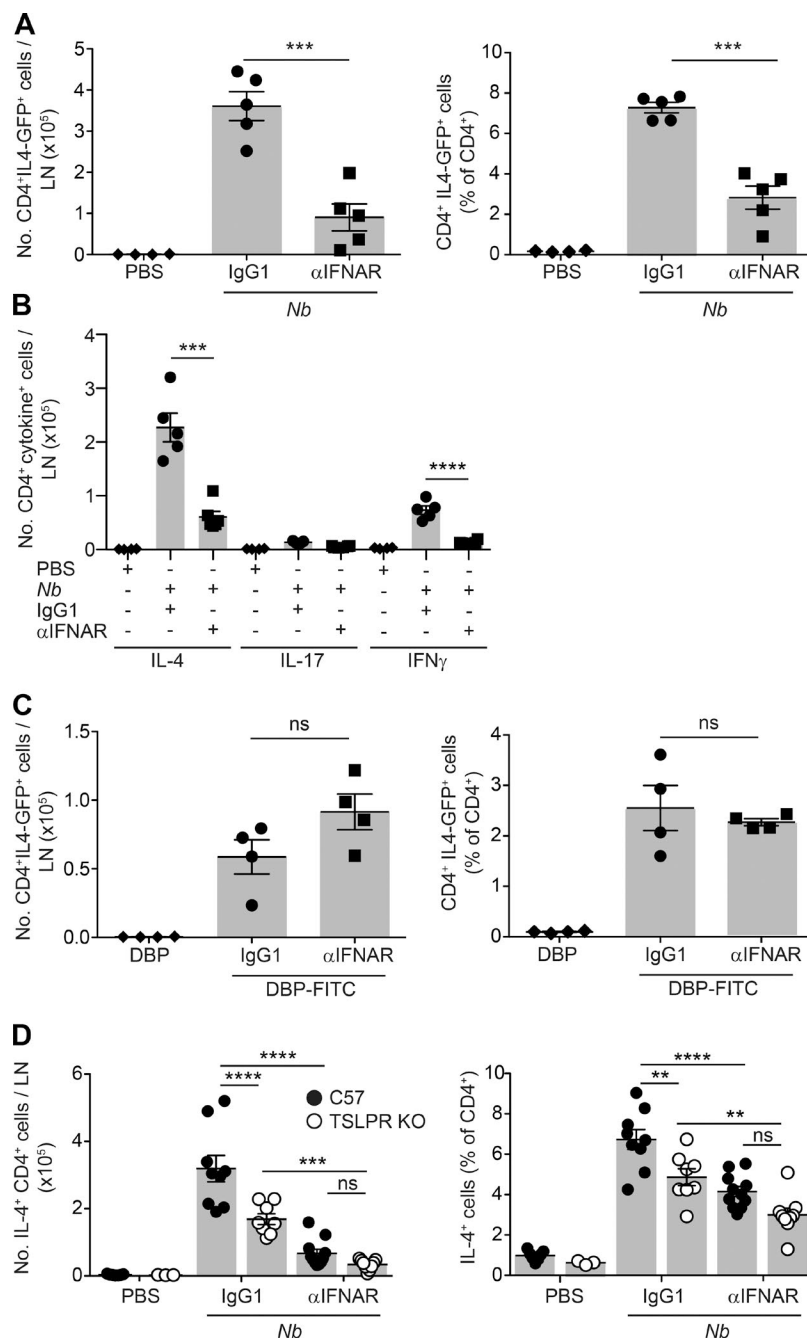 A
No. CD4⁺IL4-GFP⁺ cells /
LN (x10⁵)
5
4
3
2
1
0
***
PBS
IgG1
αIFNAR
Nb
CD4⁺ IL4-GFP⁺ cells
(% of CD4⁺)
10
8
6
4
2
0
***
PBS
IgG1
αIFNAR
Nb
B
No. CD4⁺ cytokine⁺ cells /
LN (x10⁵)
4
3
2
1
0
***
****
+ - - + - - + - - PBS
- + + - + + - + + Nb
- + - - + - - + - IgG1
- - + - - + - - + αIFNAR
IL-4
IL-17
IFNγ
C
No. CD4⁺IL4-GFP⁺ cells /
LN (x10⁵)
1.5
1.0
0.5
0.0
ns
DBP
IgG1
αIFNAR
DBP-FITC
CD4⁺ IL4-GFP⁺ cells
(% of CD4⁺)
4
3
2
1
0
ns
DBP
IgG1
αIFNAR
DBP-FITC
D
No. IL-4⁺ CD4⁺ cells / LN
(x10⁵)
6
4
2
0
****
****
***
ns
C57
TSLPR KO
PBS
IgG1
αIFNAR
Nb
IL-4⁺ cells (% of CD4⁺)
10
8
6
4
2
0
****
**
**
ns
PBS
IgG1
αIFNAR
Nb